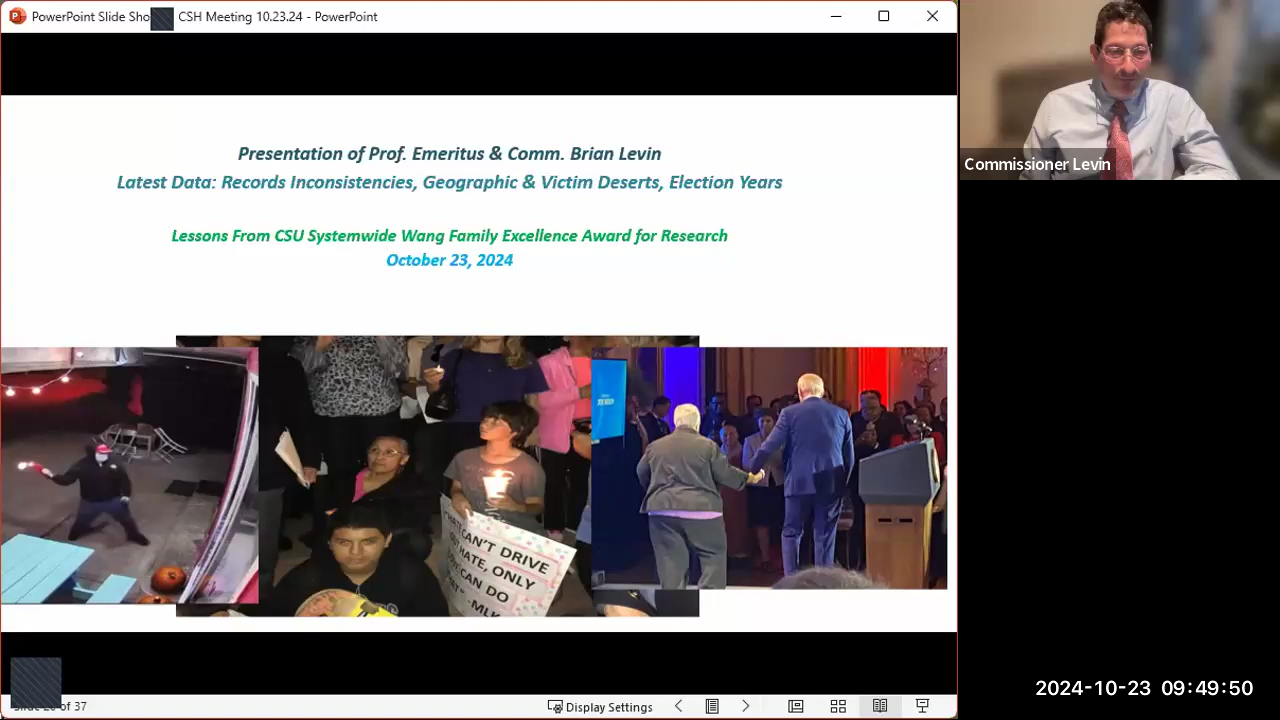 PowerPoint Slide Sho
CSH Meeting 10.23.24 - PowerPoint
Presentation of Prof. Emeritus & Comm. Brian Levin
Latest Data: Records Inconsistencies, Geographic & Victim Deserts, Election Years
Lessons From CSU Systemwide Wang Family Excellence Award for Research
October 23, 2024
CAN'T DRIVE
HATE, ONLY
CAN DO
-MLK
Commissioner Levin
of 37
Display Settings
2024-10-23 09:49:50